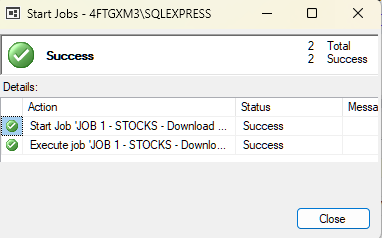 Start Jobs - 4FTGXM3\SQLEXPRESS
Success
2 Total
2 Success
Details:
Action Status Messa
Start Job 'JOB 1 - STOCKS - Download ... Success
Execute job 'JOB 1 - STOCKS - Downlo... Success
Close